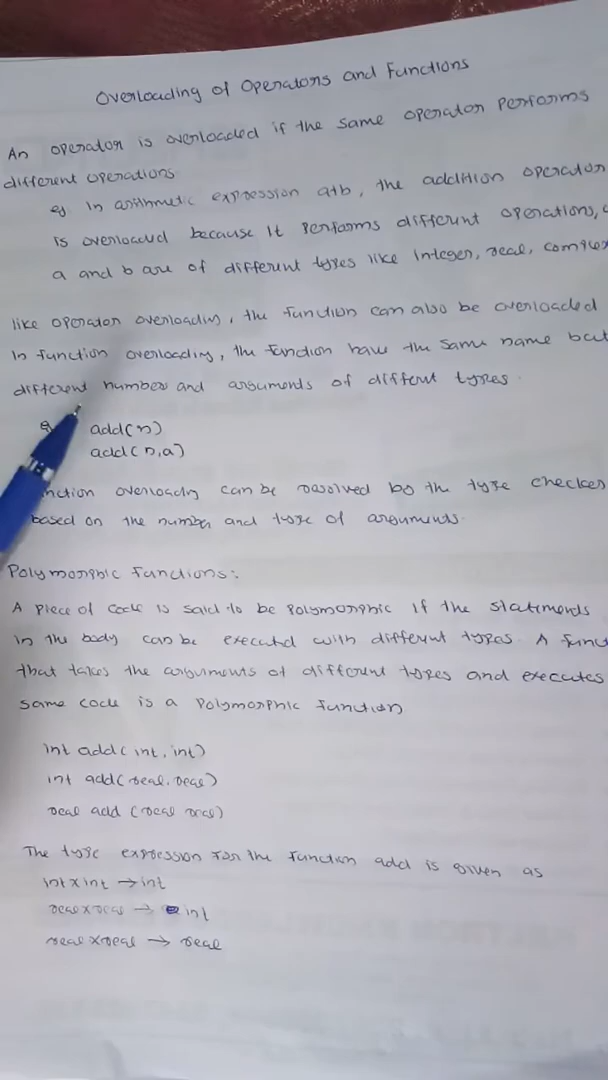 Overloading of Operators and Functions
An operator is overloaded if the same operator performs
different operations
eg In arithmetic expression a+b, the addition operator
is overloaded because it performs different operations,
a and b are of different types like Integer, real, complex
like operator overloading, the function can also be overloaded
In function overloading, the function have the same name but
different number and arguments of different types.
add(n)
add(n,a)
nction overloading can be resolved by the type checker
based on the number and type of arguments.
Polymorphic functions:
A piece of code is said to be polymorphic if the statements
in the body can be executed with different types. A func
that takes the arguments of different types and executes
same code is a polymorphic function
int add(int, int)
int add(real, real)
real add (real real)
The type expression for the function add is given as
int x int → int
real x real → int
real x real → real